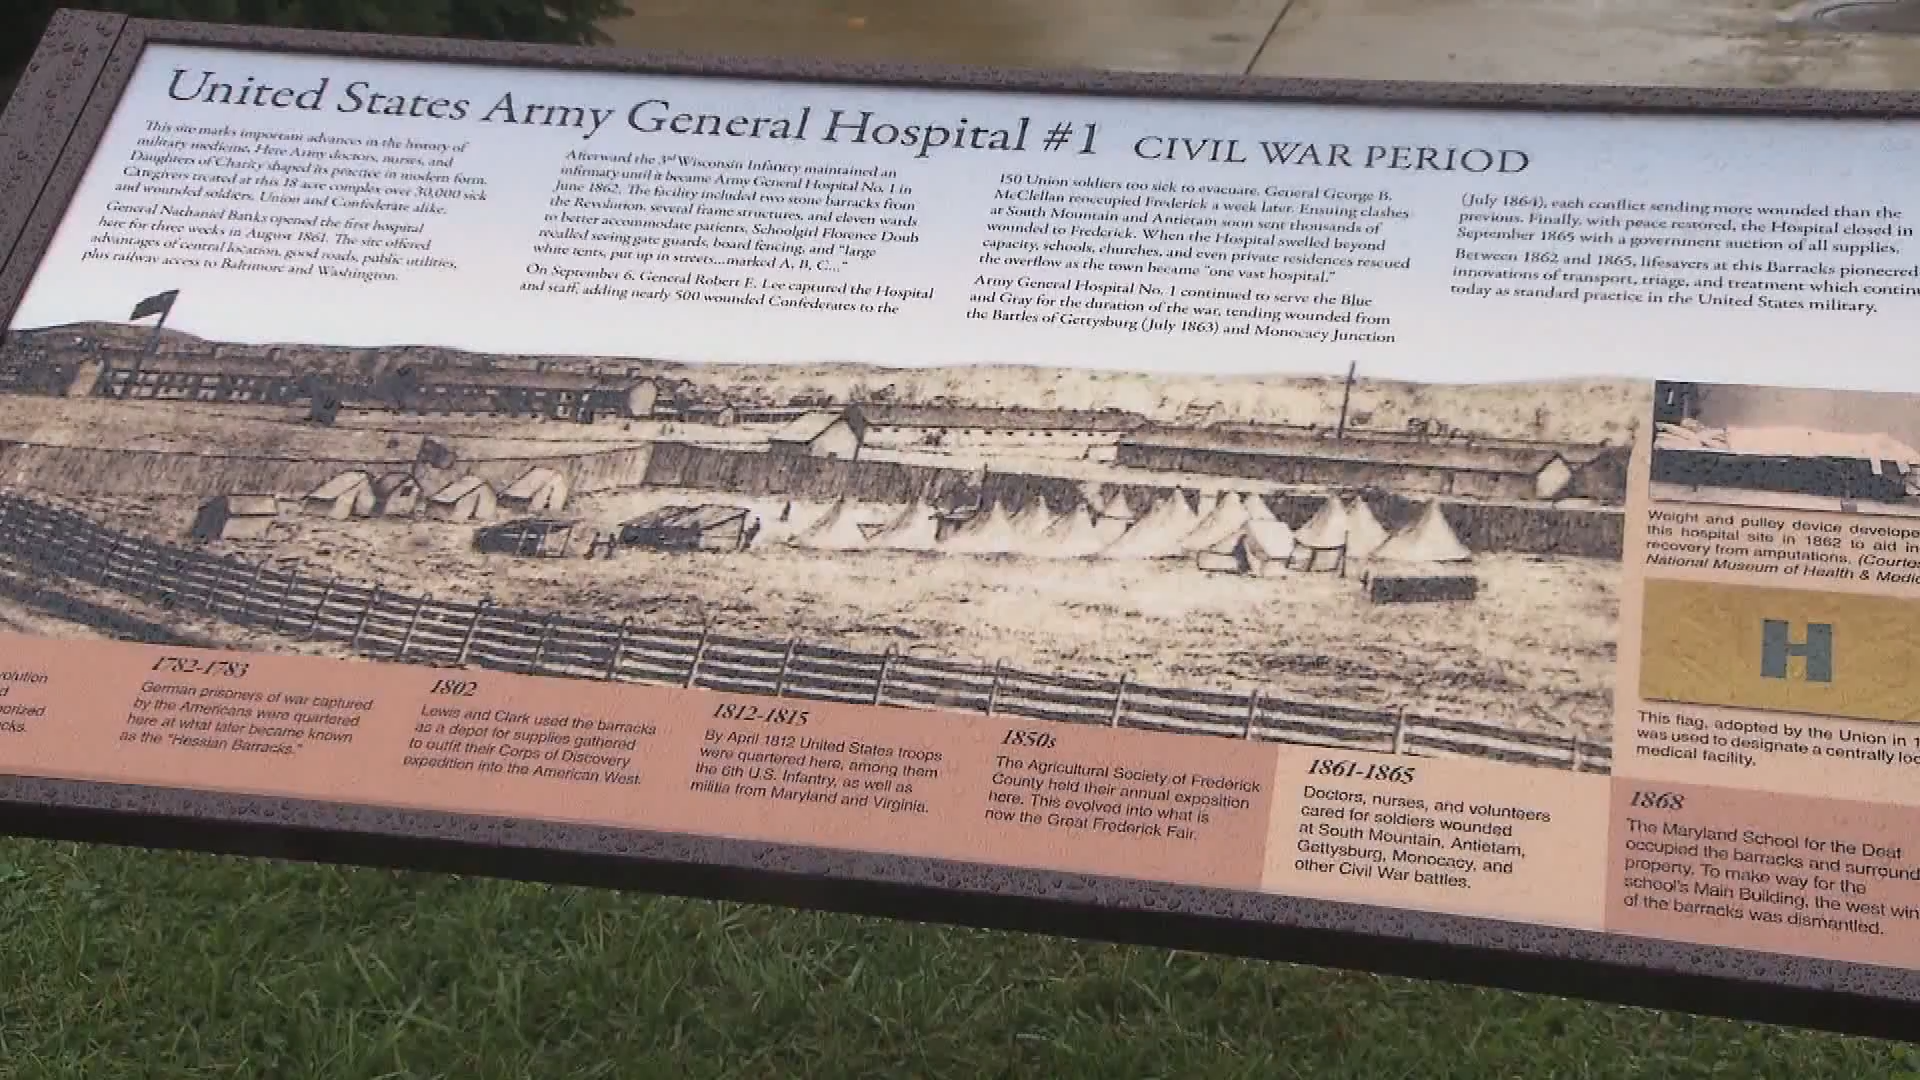 United States Army General Hospital #1 CIVIL WAR PERIOD
This site marks important advances in the history of
military medicine. Here Army doctors, nurses, and
Daughters of Charity shaped its practice in modern form.
Caregivers treated at this 18 acre complex over 30,000 sick
and wounded soldiers, Union and Confederate alike.
General Nathaniel Banks opened the first hospital
here for three weeks in August 1861. The site offered
advantages of central location, good roads, public utilities,
plus railway access to Baltimore and Washington.
Afterward the 3rd Wisconsin Infantry maintained an
infirmary until it became Army General Hospital No. 1 in
June 1862. The facility included two stone barracks from
the Revolution, several frame structures, and eleven wards
to better accommodate patients. Schoolgirl Florence Doub
recalled seeing gate guards, board fencing, and "large
white tents, put up in streets...marked A, B, C..."
On September 6, General Robert E. Lee captured the Hospital
and staff, adding nearly 500 wounded Confederates to the
150 Union soldiers too sick to evacuate. General George B.
McClellan reoccupied Frederick a week later. Ensuing clashes
at South Mountain and Antietam soon sent thousands of
wounded to Frederick. When the Hospital swelled beyond
capacity, schools, churches, and even private residences rescued
the overflow as the town became "one vast hospital."
Army General Hospital No. 1 continued to serve the Blue
and Gray for the duration of the war, tending wounded from
the Battles of Gettysburg (July 1863) and Monocacy Junction
(July 1864), each conflict sending more wounded than the
previous. Finally, with peace restored, the Hospital closed in
September 1865 with a government auction of all supplies.
Between 1862 and 1865, lifesavers at this Barracks pioneered
innovations of transport, triage, and treatment which continu
today as standard practice in the United States military.
Weight and pulley device develope
this hospital site in 1862 to aid in
recovery from amputations. (Courtes
National Museum of Health & Medic
H
This flag, adopted by the Union in 1
was used to designate a centrally loc
medical facility.
volution
d
orized
cks.
1782-1783
German prisoners of war captured
by the Americans were quartered
here at what later became known
as the "Hessian Barracks."
1802
Lewis and Clark used the barracks
as a depot for supplies gathered
to outfit their Corps of Discovery
expedition into the American West.
1812-1815
By April 1812 United States troops
were quartered here, among them
the 6th U.S. Infantry, as well as
militia from Maryland and Virginia.
1850s
The Agricultural Society of Frederick
County held their annual exposition
here. This evolved into what is
now the Great Frederick Fair.
1861-1865
Doctors, nurses, and volunteers
cared for soldiers wounded
at South Mountain, Antietam,
Gettysburg, Monocacy, and
other Civil War battles.
1868
The Maryland School for the Deaf
occupied the barracks and surround
property. To make way for the
school's Main Building, the west win
of the barracks was dismantled.